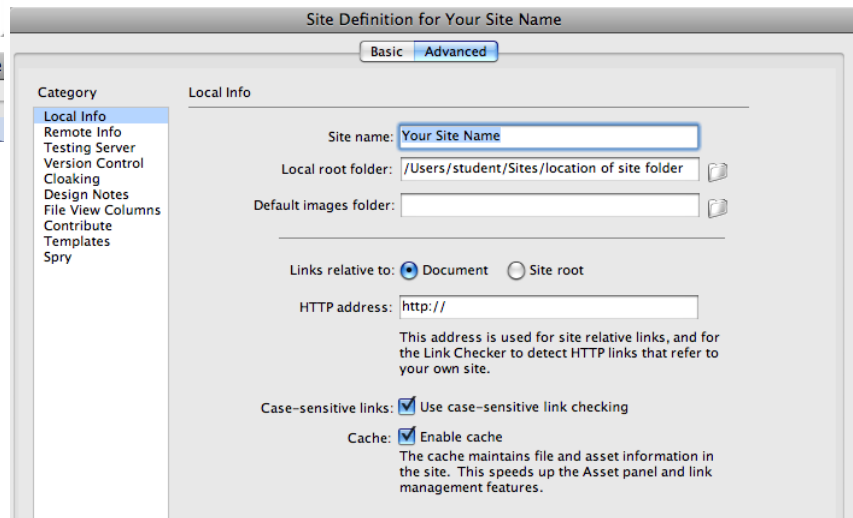 Site Definition for Your Site Name
Basic Advanced
Category
Local Info
Remote Info
Testing Server
Version Control
Cloaking
Design Notes
File View Columns
Contribute
Templates
Spry
Local Info
Site name: Your Site Name
Local root folder: /Users/student/Sites/location of site folder
Default images folder:
Links relative to: Document Site root
HTTP address: http://
This address is used for site relative links, and for
the Link Checker to detect HTTP links that refer to
your own site.
Case-sensitive links: Use case-sensitive link checking
Cache: Enable cache
The cache maintains file and asset information in
the site. This speeds up the Asset panel and link
management features.